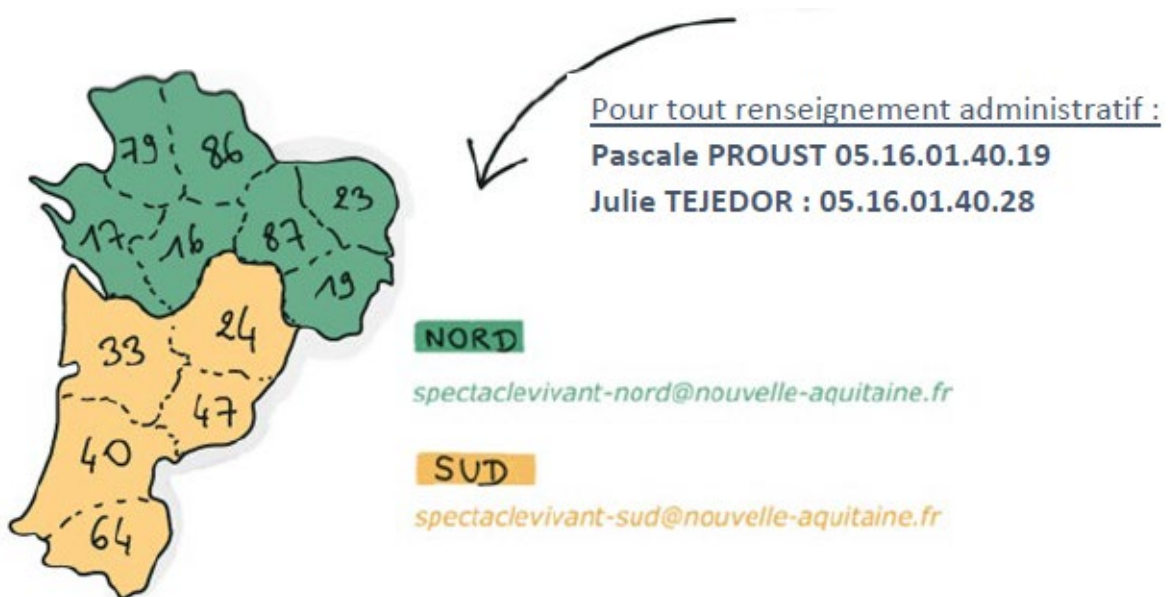 Pour tout renseignement administratif :
Pascale PROUST 05.16.01.40.19
Julie TEJEDOR : 05.16.01.40.28
79
86
23
17
16
87
19
24
33
47
40
64
NORD
spectaclevivant-nord@nouvelle-aquitaine.fr
SUD
spectaclevivant-sud@nouvelle-aquitaine.fr